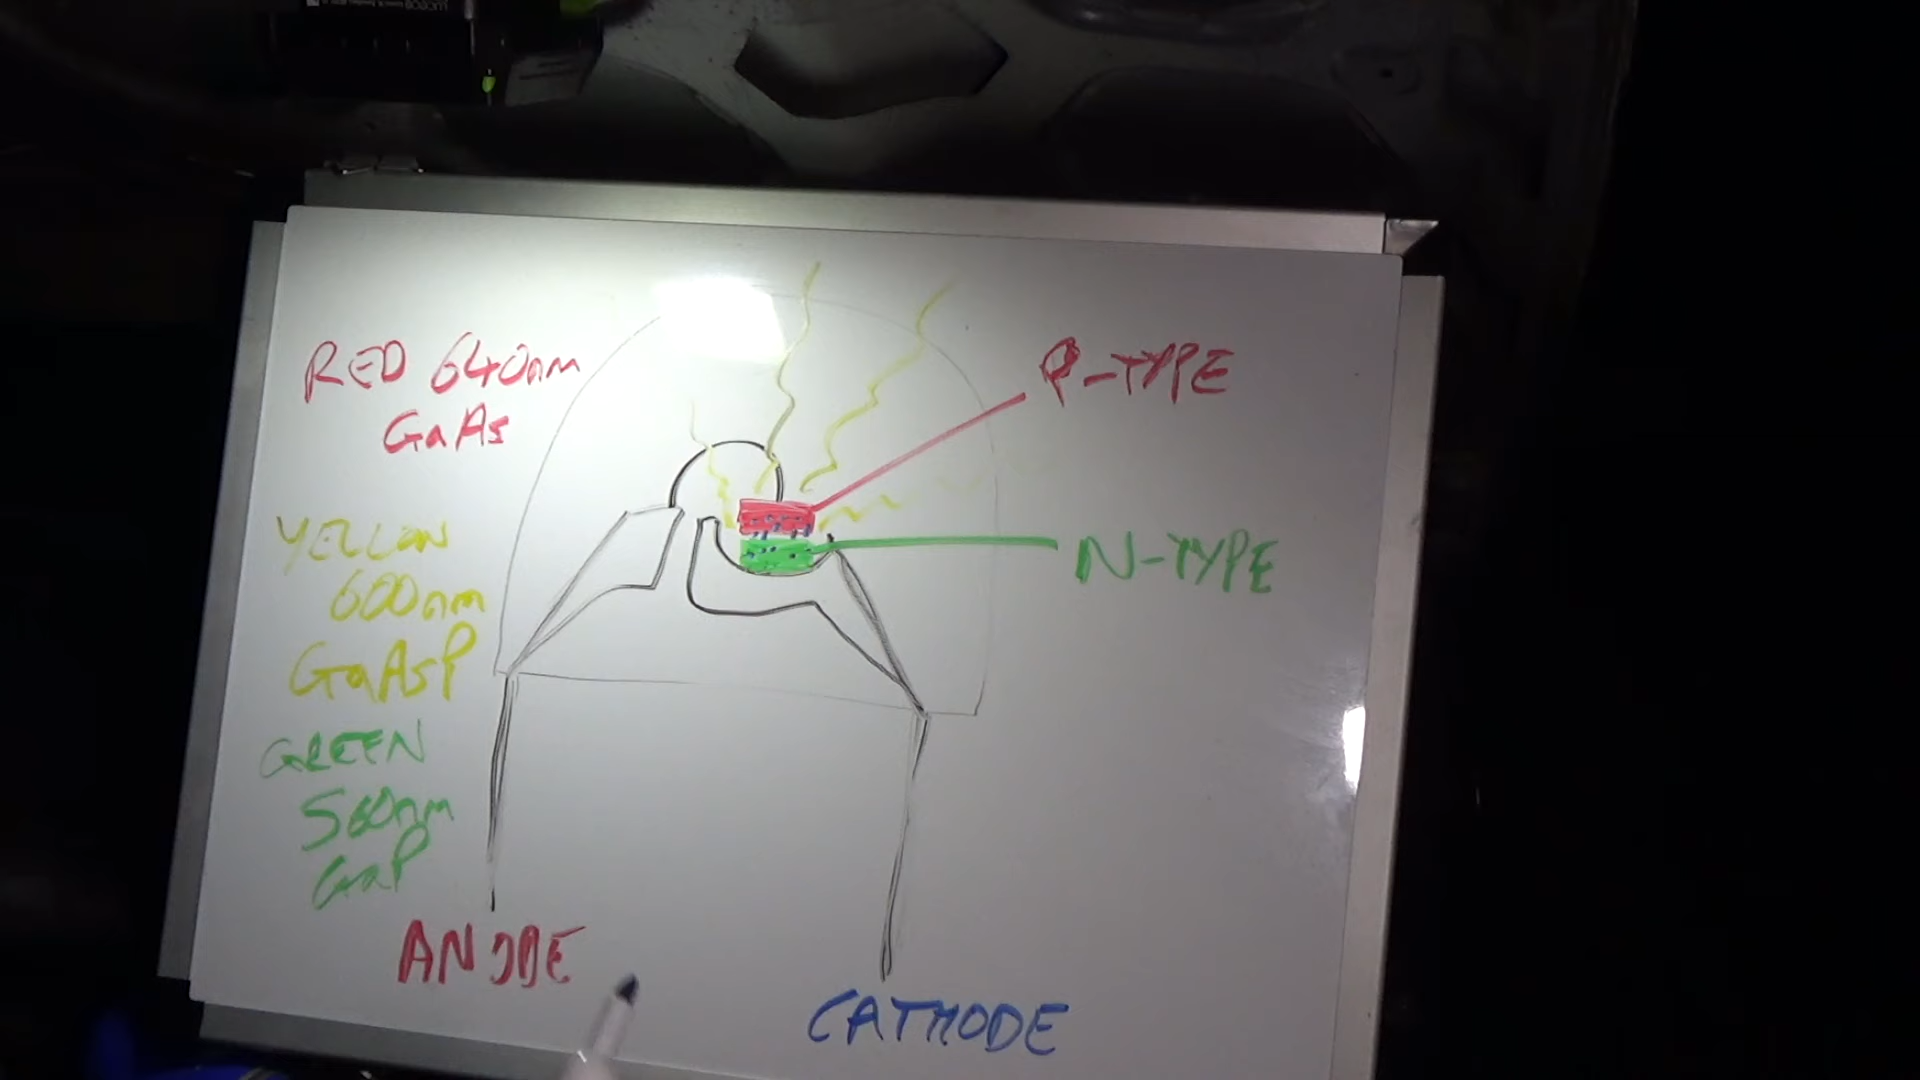 RED 640nm
GaAs
P-TYPE
YELLOW
600nm
GaAsP
N-TYPE
GREEN
560nm
GaP
ANODE
CATHODE